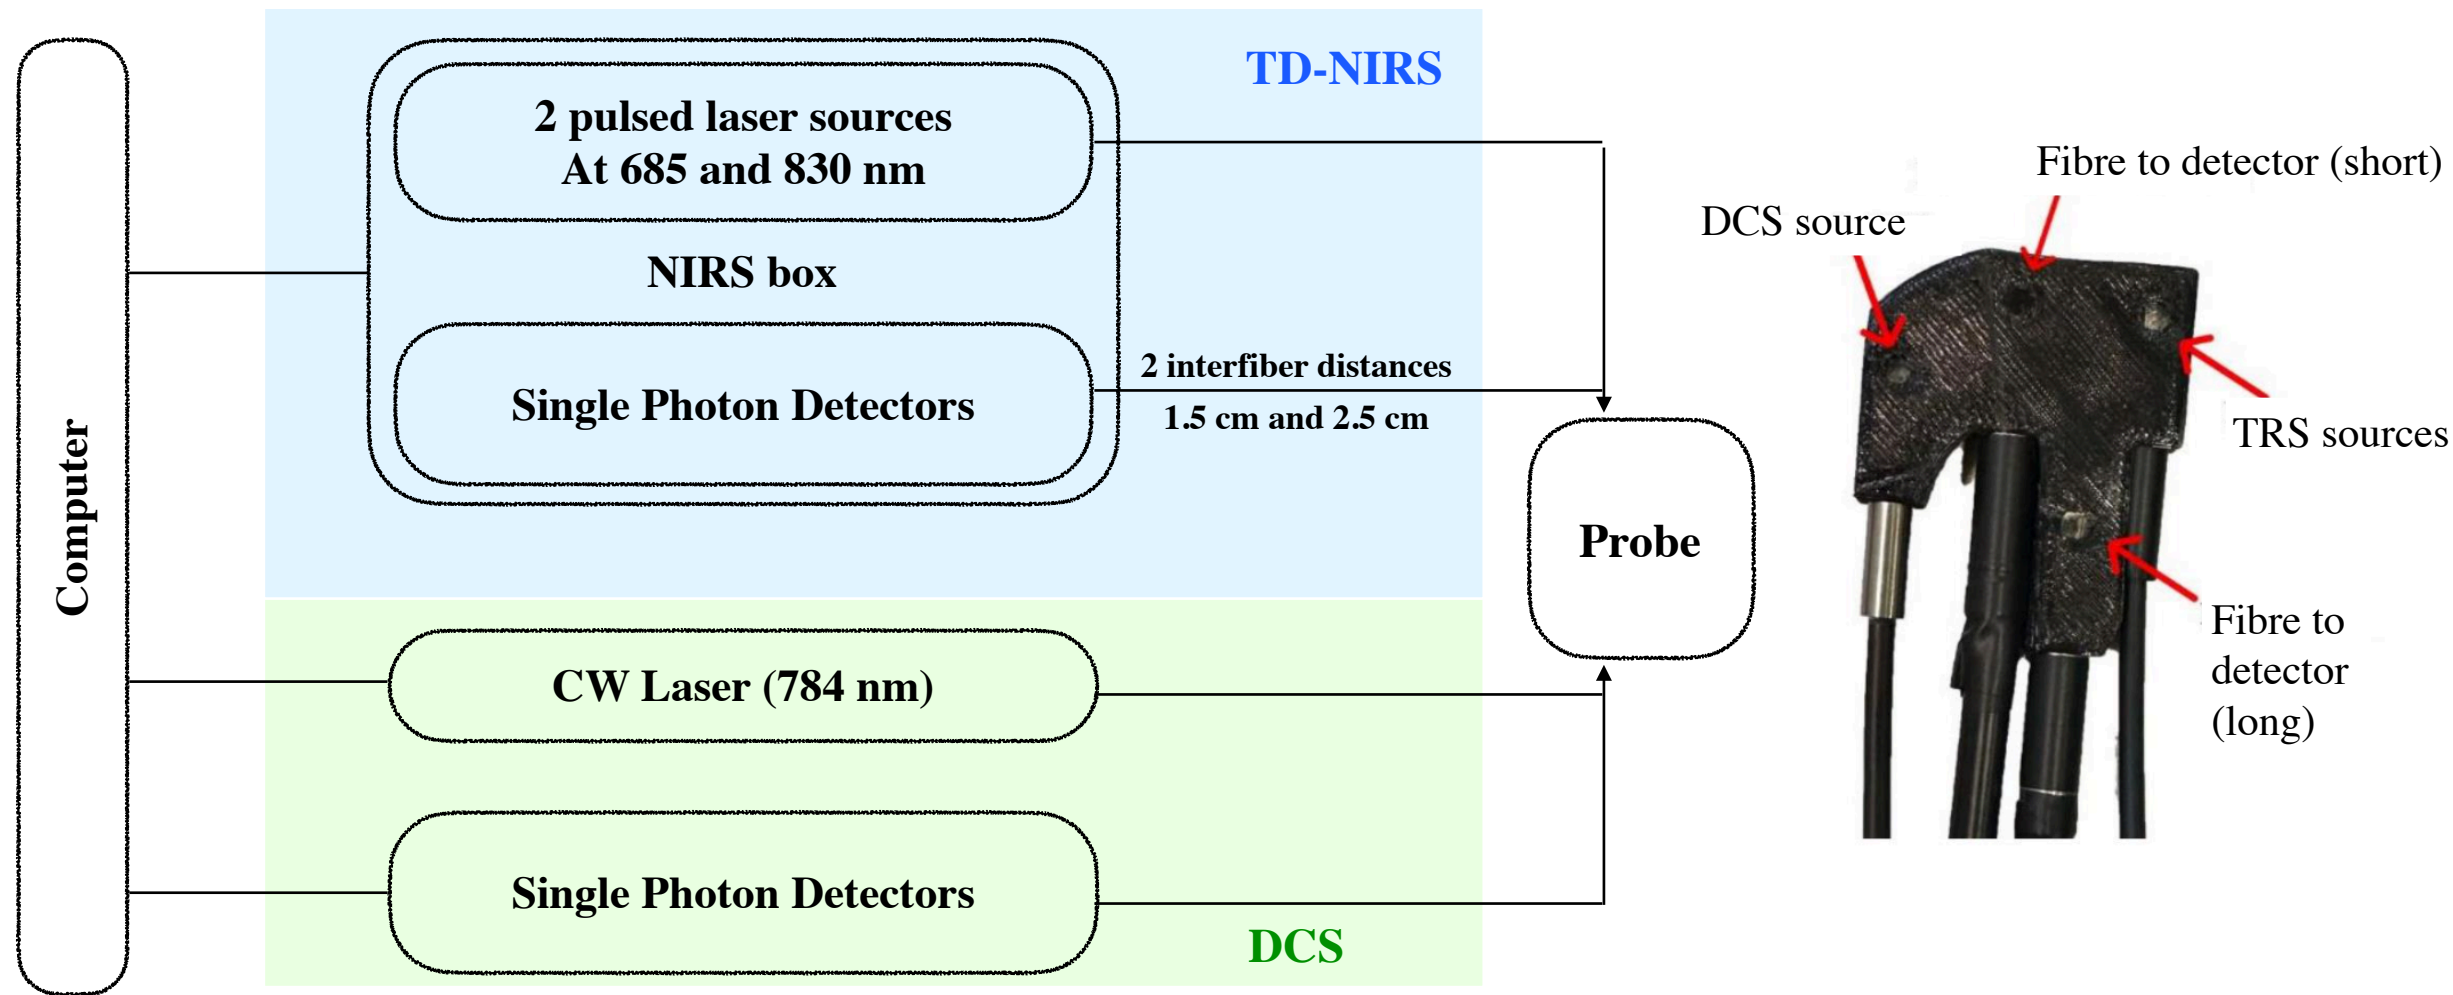 Computer
TD-NIRS
2 pulsed laser sources
At 685 and 830 nm
NIRS box
Single Photon Detectors
2 interfiber distances
1.5 cm and 2.5 cm
Probe
CW Laser (784 nm)
Single Photon Detectors
DCS
Fibre to detector (short)
DCS source
TRS sources
Fibre to
detector
(long)